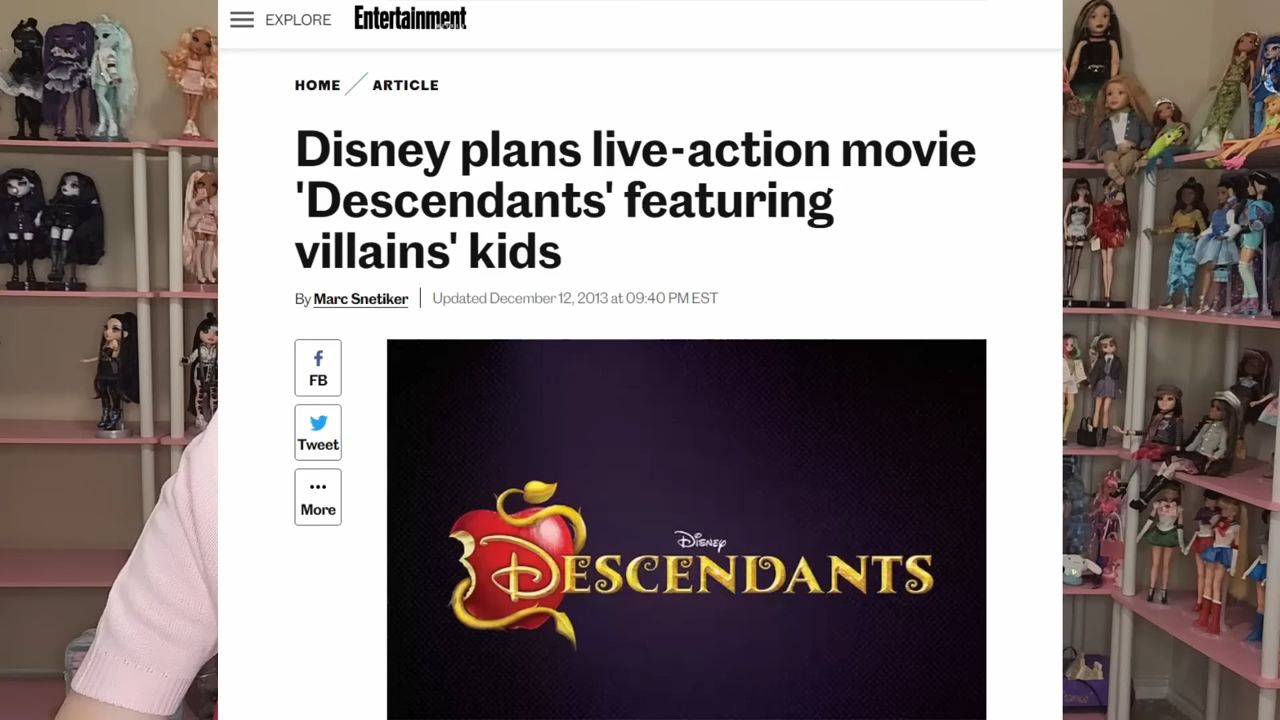 EXPLORE
Entertainment
HOME / ARTICLE
Disney plans live-action movie
'Descendants' featuring
villains' kids
By Marc Snetiker | Updated December 12, 2013 at 09:40 PM EST
f
FB
Tweet
...
More
Disney
DESCENDANTS